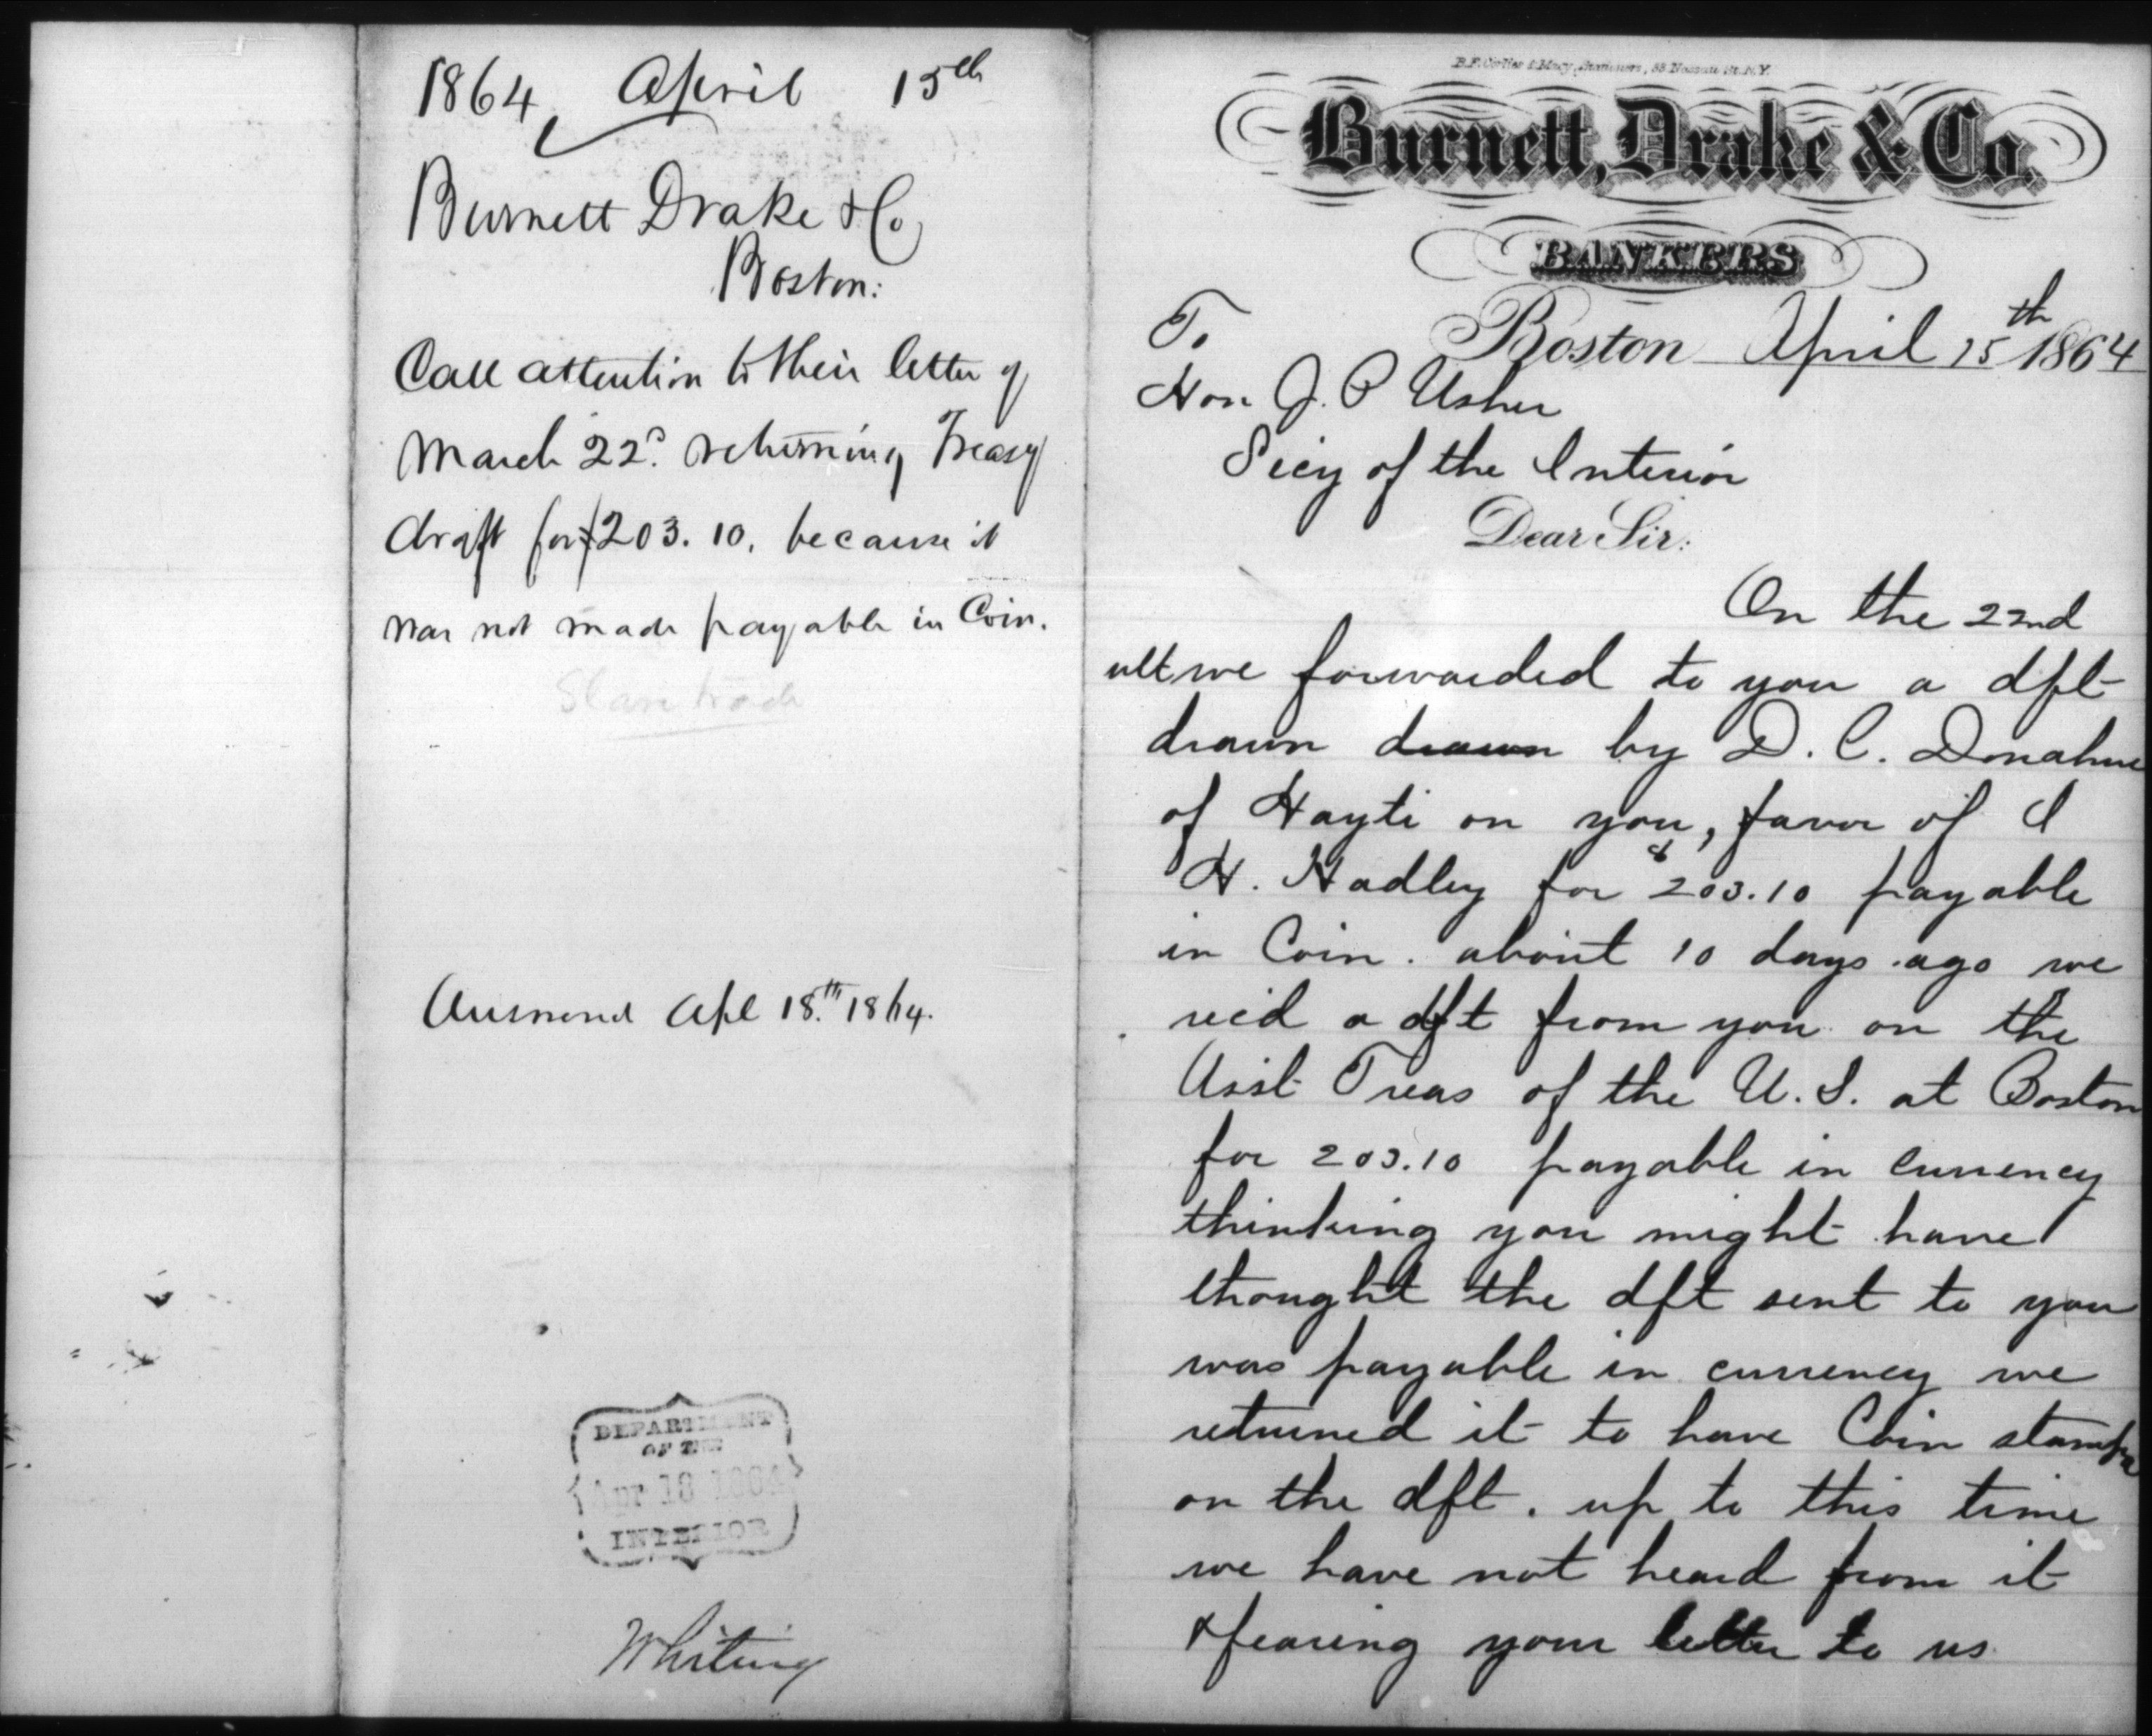 1864, April 15th
Burnett Drake & Co
Boston:
Call attention to their letter of
March 22d. returning Treasy
draft for $203.10. because it
was not made payable in Coin.
Slave trade
Answered Apl 18.th 1864.
DEPARTMENT
OF THE
Apr 18 1864
INTERIOR
Whiting
B.F. Corlies & Macy, Stationers, 33 Nassau St. N.Y.
Burnett, Drake & Co.
BANKERS
Boston April 15th 1864
To
Hon J. P Usher
Secy of the Interior
Dear Sir:
On the 22nd
ult we forwarded to you a dft
drawn drawn by D. C. Donahue
of Hayti on you, favor of I
H. Hadley for $203.10 payable
in Coin. about 10 days ago we
recd a dft from you on the
Asst Treas of the U.S. at Boston
for 203.10 payable in currency
thinking you might have
thought the dft sent to you
was payable in currency we
returned it to have Coin stamped
on the dft. up to this time
we have not heard from it
& fearing your letter to us